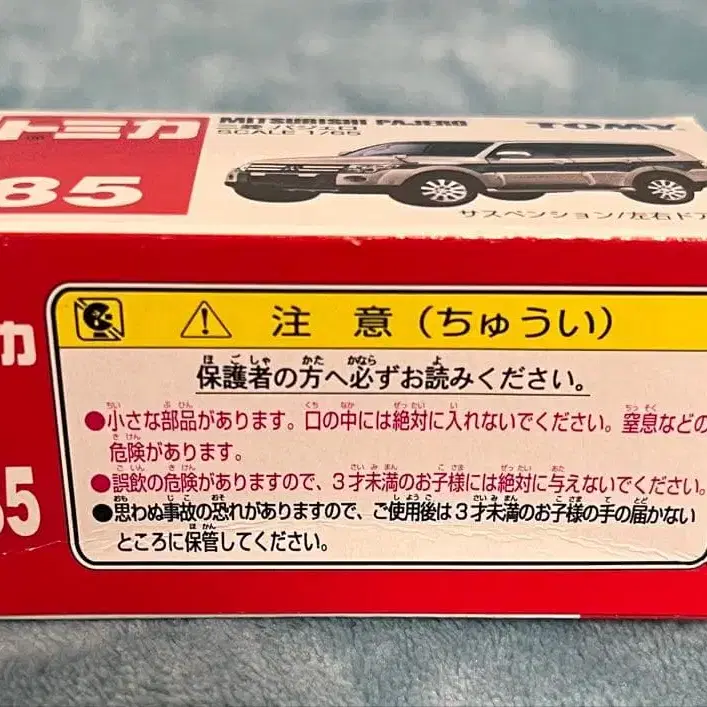 トミカ
MITSUBISHI PAJERO
三菱 パジェロ
TOMY
85
SCALE 1/65
サスペンション/左右ドア
カ
85
注 意 (ちゅうい)
保護者の方へ必ずお読みください。
●小さな部品があります。口の中には絶対に入れないでください。窒息などの
危険があります。
●誤飲の危険がありますので、3才未満のお子様には絶対に与えないでください。
●思わぬ事故の恐れがありますので、ご使用後は3才未満のお子様の手の届かない
ところに保管してください。